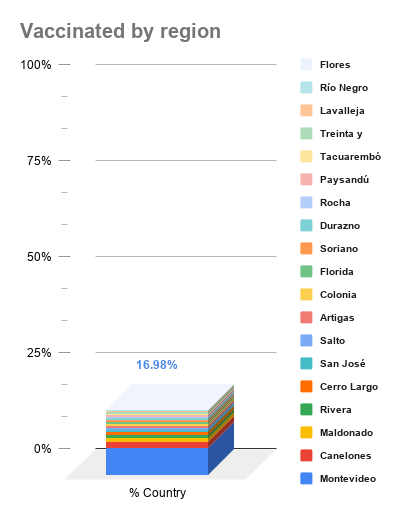 Vaccinated by region
100%
75%
50%
25%
0%
16.98%
% Country
Flores
Río Negro
Lavalleja
Treinta y
Tacuarembó
Paysandú
Rocha
Durazno
Soriano
Florida
Colonia
Artigas
Salto
San José
Cerro Largo
Rivera
Maldonado
Canelones
Montevideo